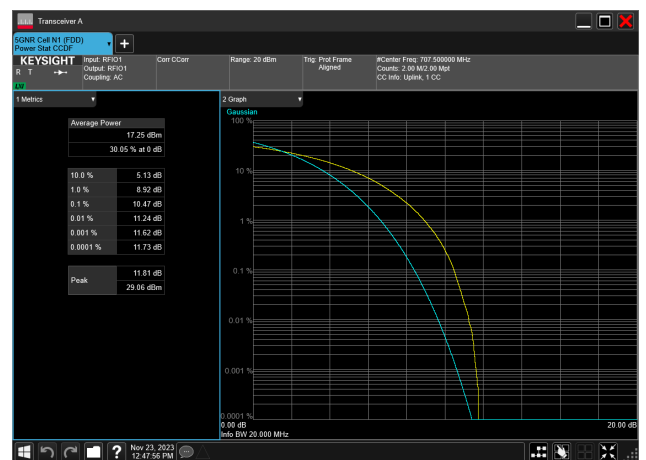 Transceiver A
5GNR Cell N1 (FDD)
Power Stat CCDF
KEYSIGHT
R T
LV
Input: RFIO1
Output: RFIO1
Coupling: AC
Corr CCorr
Range: 20 dBm
Trig: Prot Frame
Aligned
#Center Freq: 707.500000 MHz
Counts: 2.00 M/2.00 Mpt
CC Info: Uplink, 1 CC
1 Metrics
Average Power
17.25 dBm
30.05 % at 0 dB
10.0 % 5.13 dB
1.0 % 8.92 dB
0.1 % 10.47 dB
0.01 % 11.24 dB
0.001 % 11.62 dB
0.0001 % 11.73 dB
Peak
11.81 dB
29.06 dBm
2 Graph
Gaussian
100 %
10 %
1 %
0.1 %
0.01 %
0.001 %
0.0001 %
0.00 dB
20.00 dB
Info BW 20.000 MHz
Nov 23, 2023
12:47:56 PM